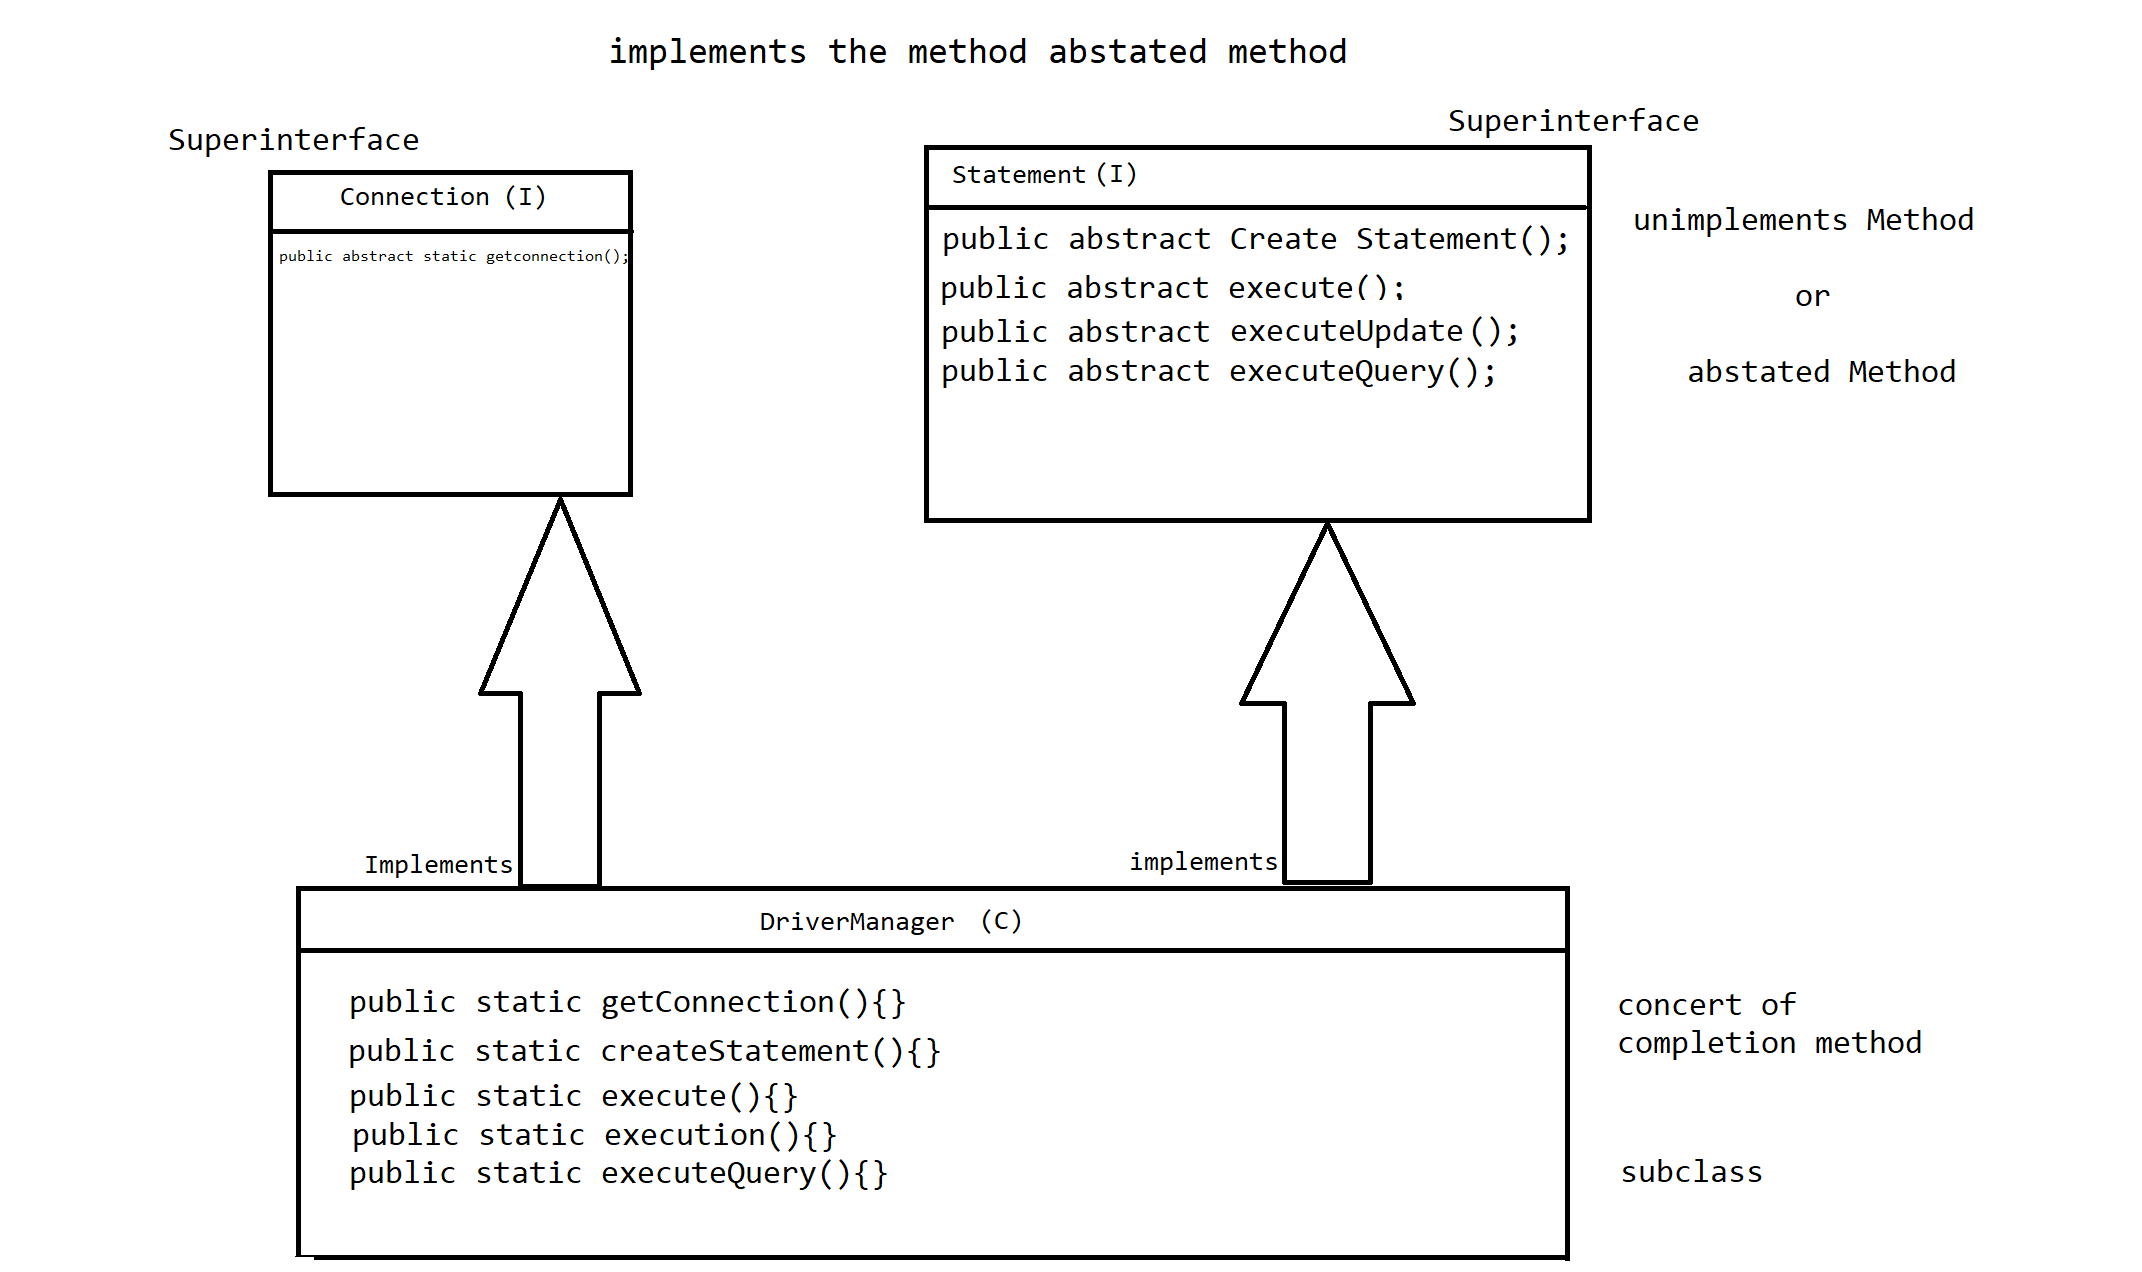 implements the method abstated method
Superinterface
Connection (I)
public abstract static getconnection();
Superinterface
Statement (I)
public abstract Create Statement();
public abstract execute();
public abstract executeUpdate();
public abstract executeQuery();
unimplements Method
or
abstated Method
Implements
implements
DriverManager (C)
public static getConnection(){}
public static createStatement(){}
public static execute(){}
public static execution(){}
public static executeQuery(){}
concert of
completion method
subclass